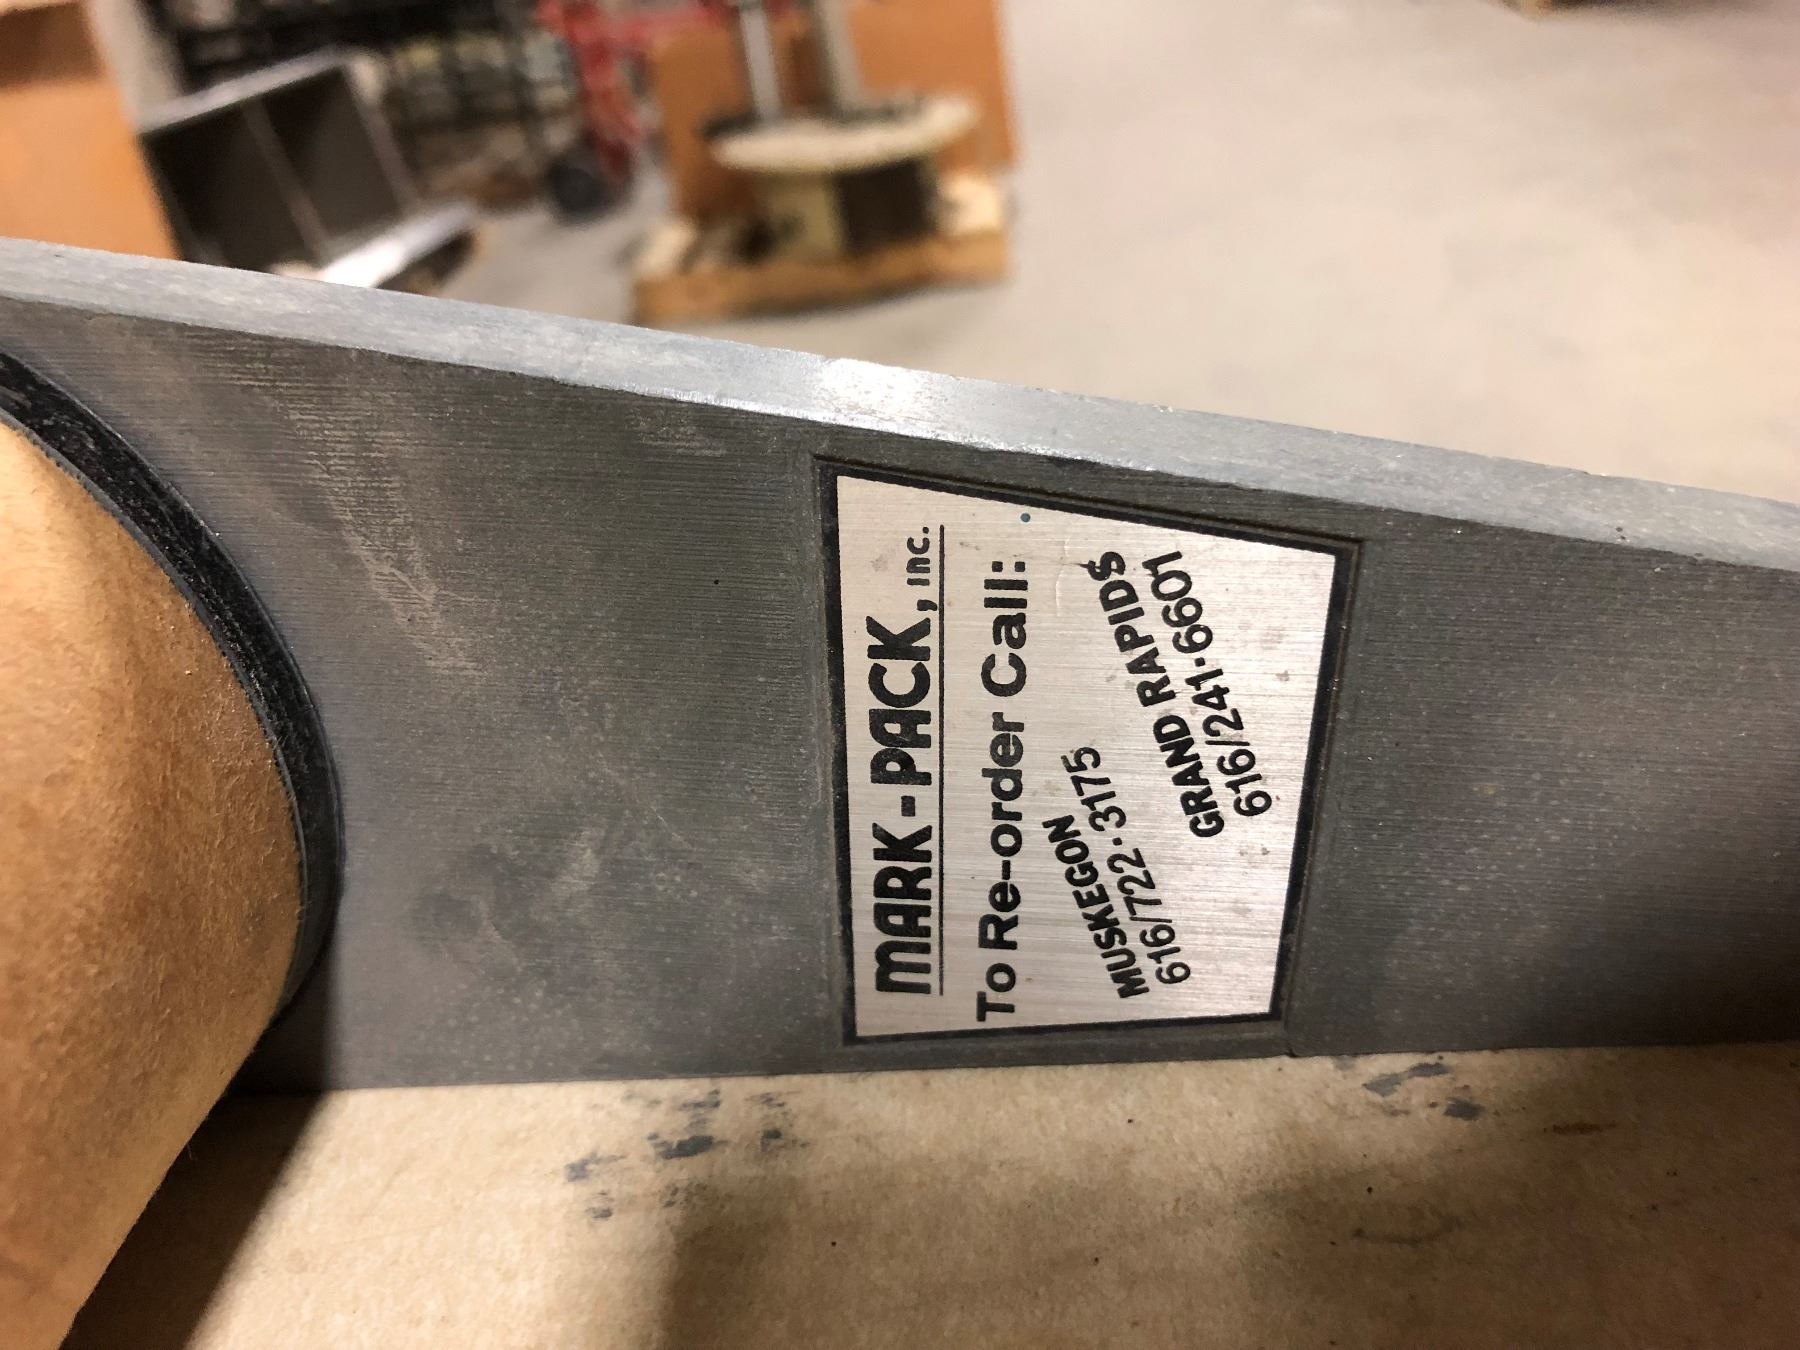 MARK-PACK, INC.
To Re-order Call:
MUSKEGON
616/722-3175
GRAND RAPIDS
616/241-6601